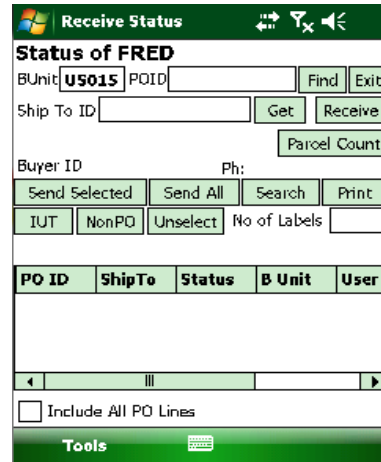 Receive Status
Status of FRED
BUnit US015 POID Find Exit
Ship To ID Get Receive
Parcel Count
Buyer ID Ph:
Send Selected Send All Search Print
IUT NonPO Unselect No of Labels
PO ID ShipTo Status B Unit User
Include All PO Lines
Tools